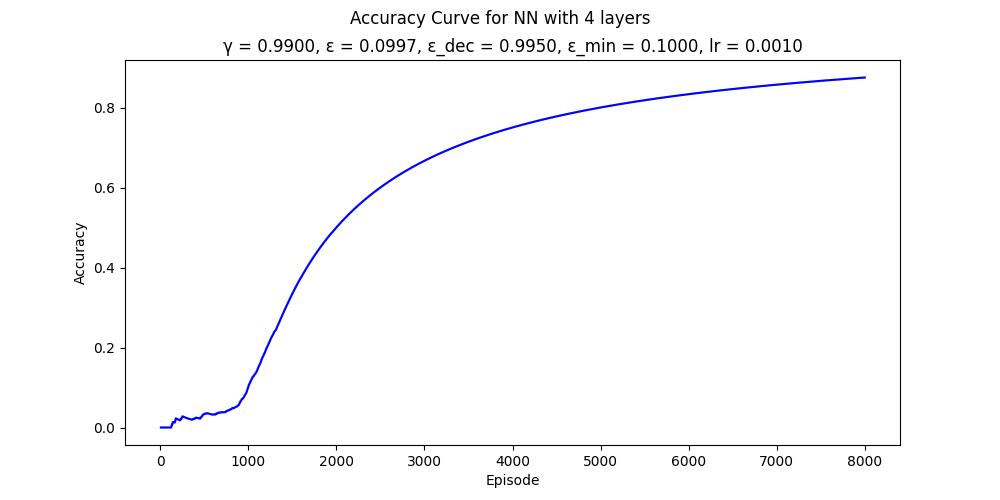 Accuracy Curve for NN with 4 layers
γ = 0.9900, ε = 0.0997, ε_dec = 0.9950, ε_min = 0.1000, lr = 0.0010
0.8
0.6
0.4
0.2
0.0
Accuracy
0 1000 2000 3000 4000 5000 6000 7000 8000
Episode